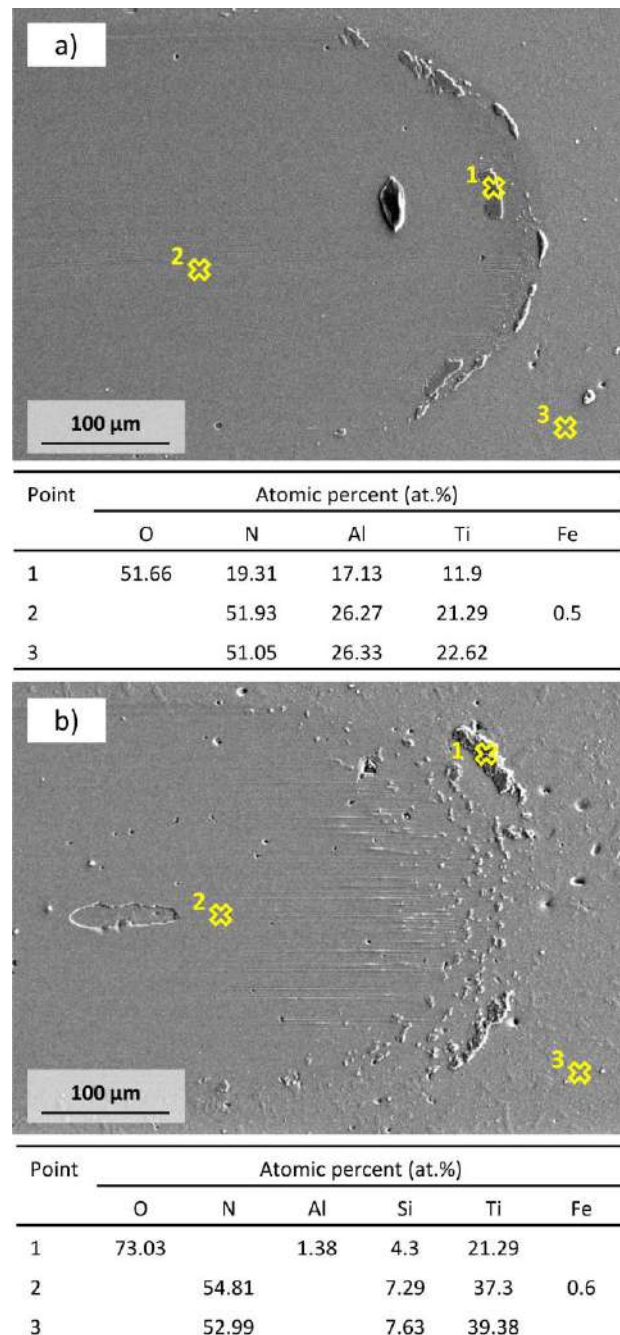 a)
1
2
3
100 µm
Point Atomic percent (at.%)
O N Al Ti Fe
1 51.66 19.31 17.13 11.9
2 51.93 26.27 21.29 0.5
3 51.05 26.33 22.62
b)
1
2
3
100 µm
Point Atomic percent (at.%)
O N Al Si Ti Fe
1 73.03 1.38 4.3 21.29
2 54.81 7.29 37.3 0.6
3 52.99 7.63 39.38